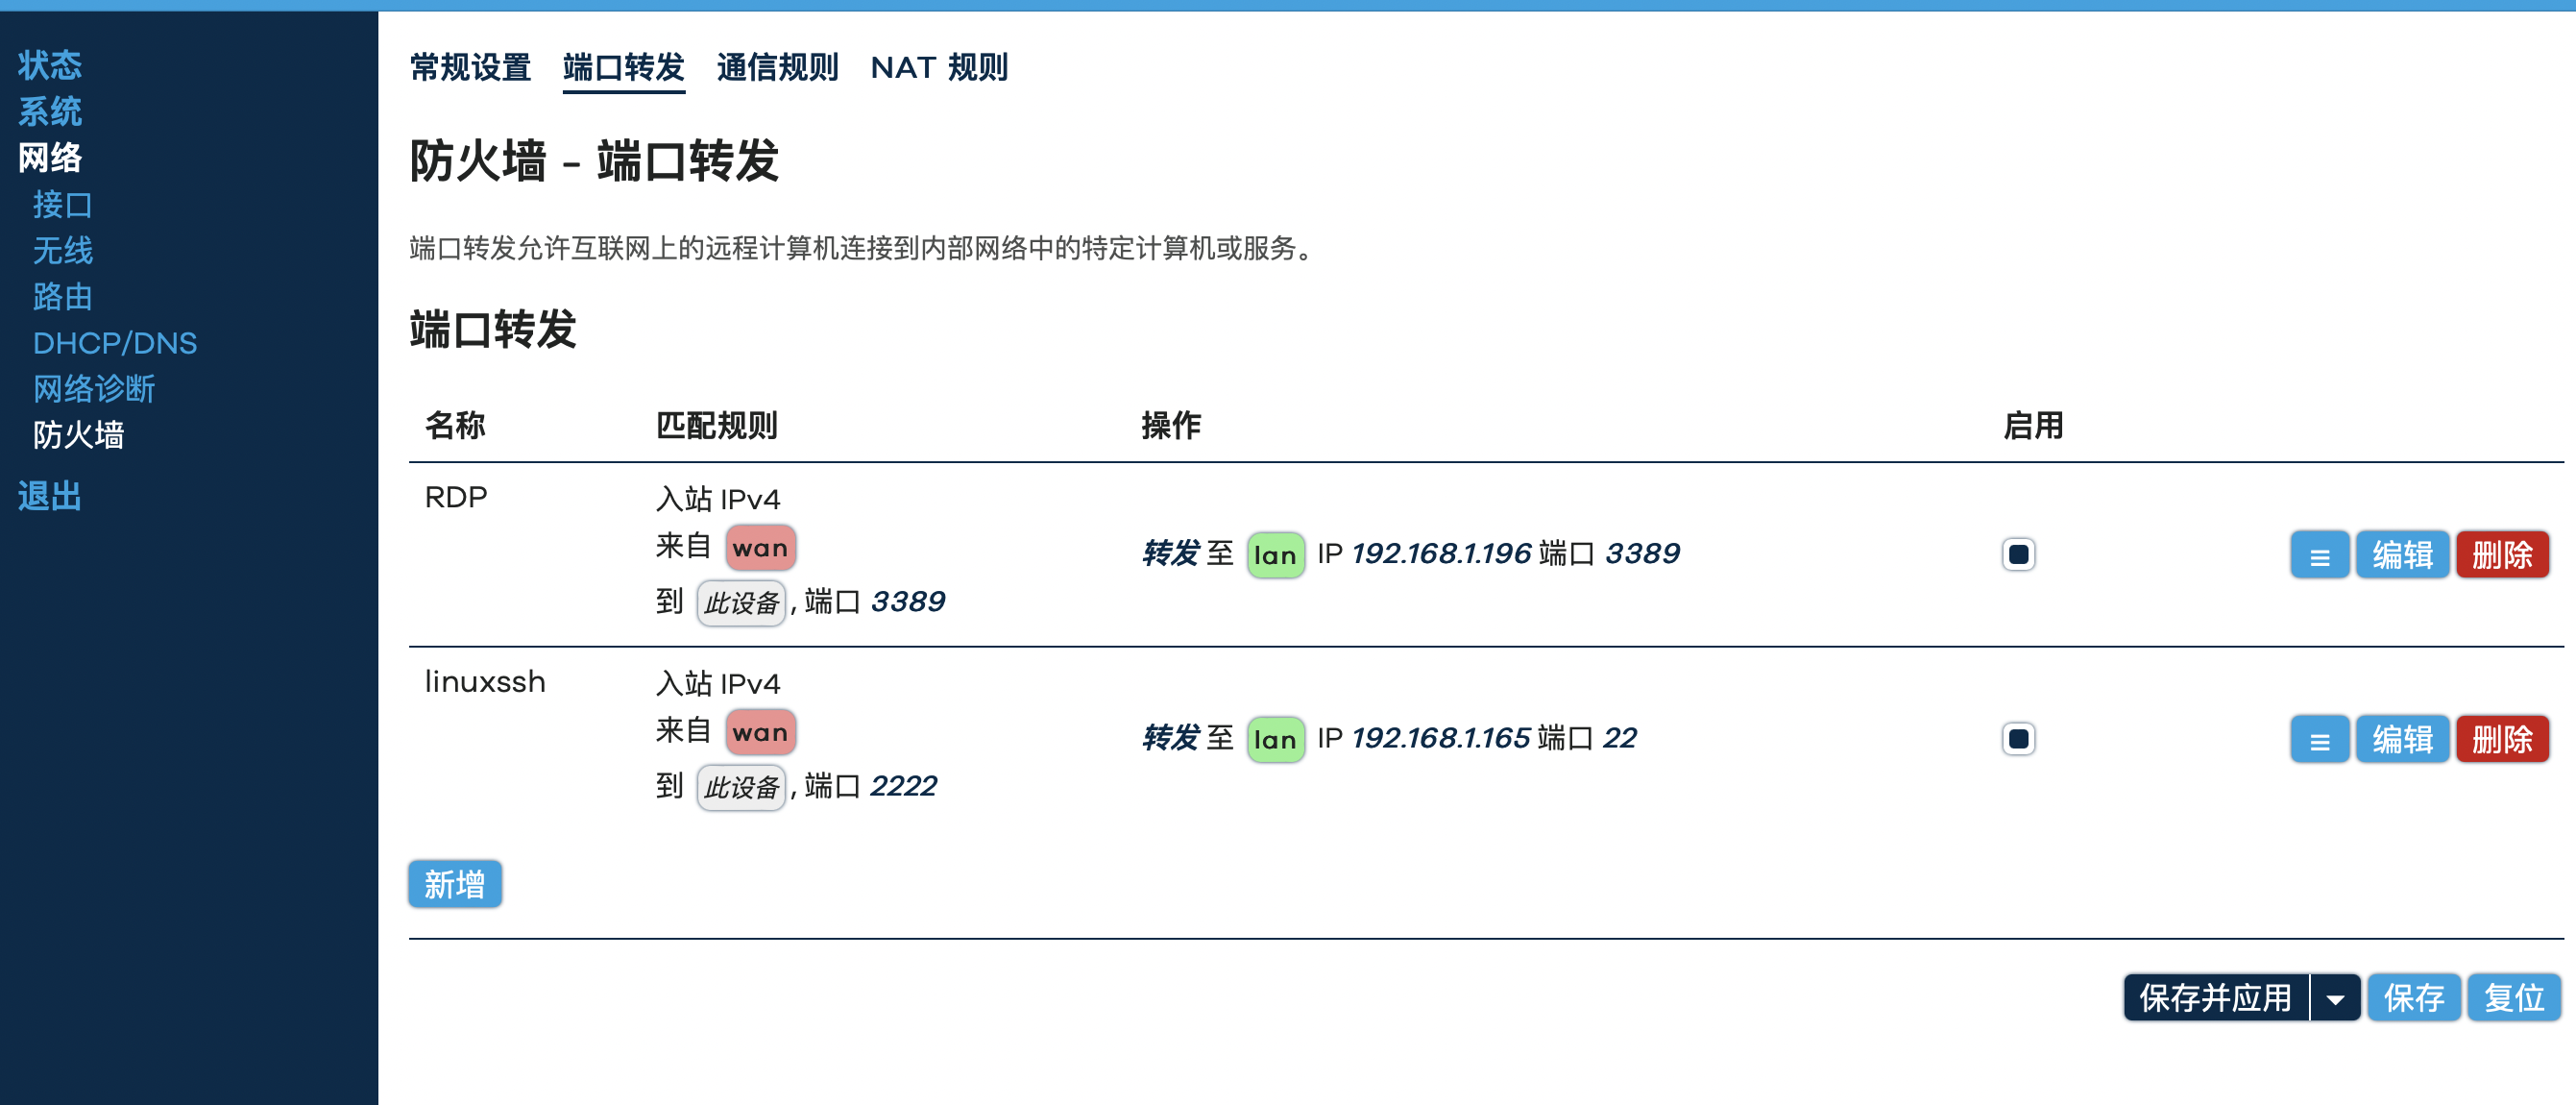 状态
系统
网络
接口
无线
路由
DHCP/DNS
网络诊断
防火墙
退出
常规设置 端口转发 通信规则 NAT 规则
防火墙 - 端口转发
端口转发允许互联网上的远程计算机连接到内部网络中的特定计算机或服务。
端口转发
名称 匹配规则 操作 启用
RDP
入站 IPv4
来自 wan
到 此设备, 端口 3389
转发 至 lan IP 192.168.1.196 端口 3389
编辑 删除
linuxssh
入站 IPv4
来自 wan
到 此设备, 端口 2222
转发 至 lan IP 192.168.1.165 端口 22
编辑 删除
新增
保存并应用 保存 复位